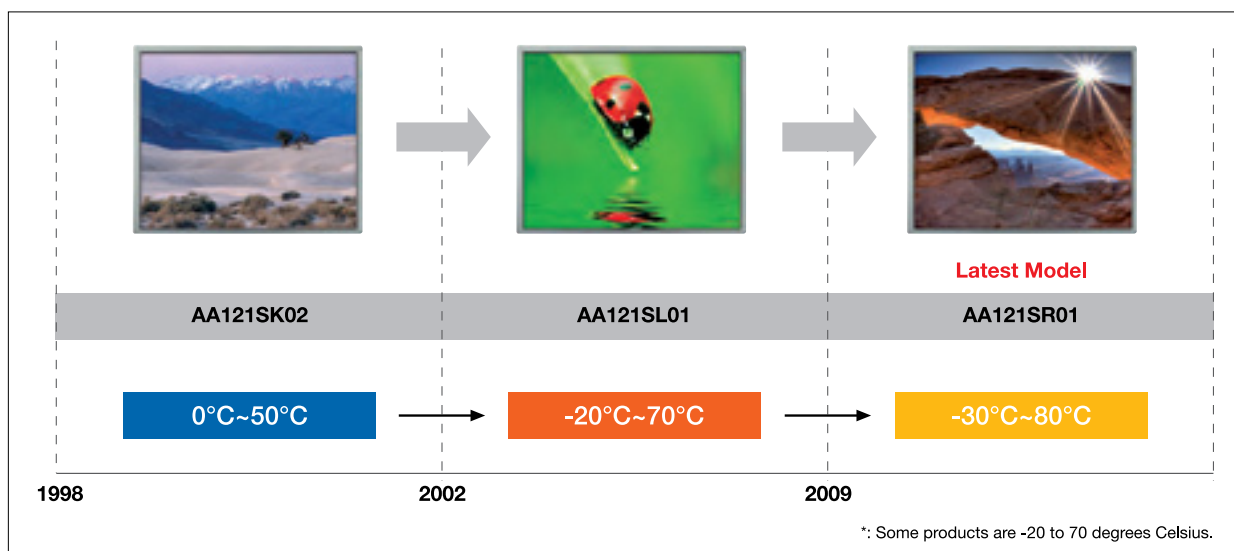 Latest Model
AA121SK02 AA121SL01 AA121SR01
0°C~50°C -20°C~70°C -30°C~80°C
1998 2002 2009
*: Some products are -20 to 70 degrees Celsius.